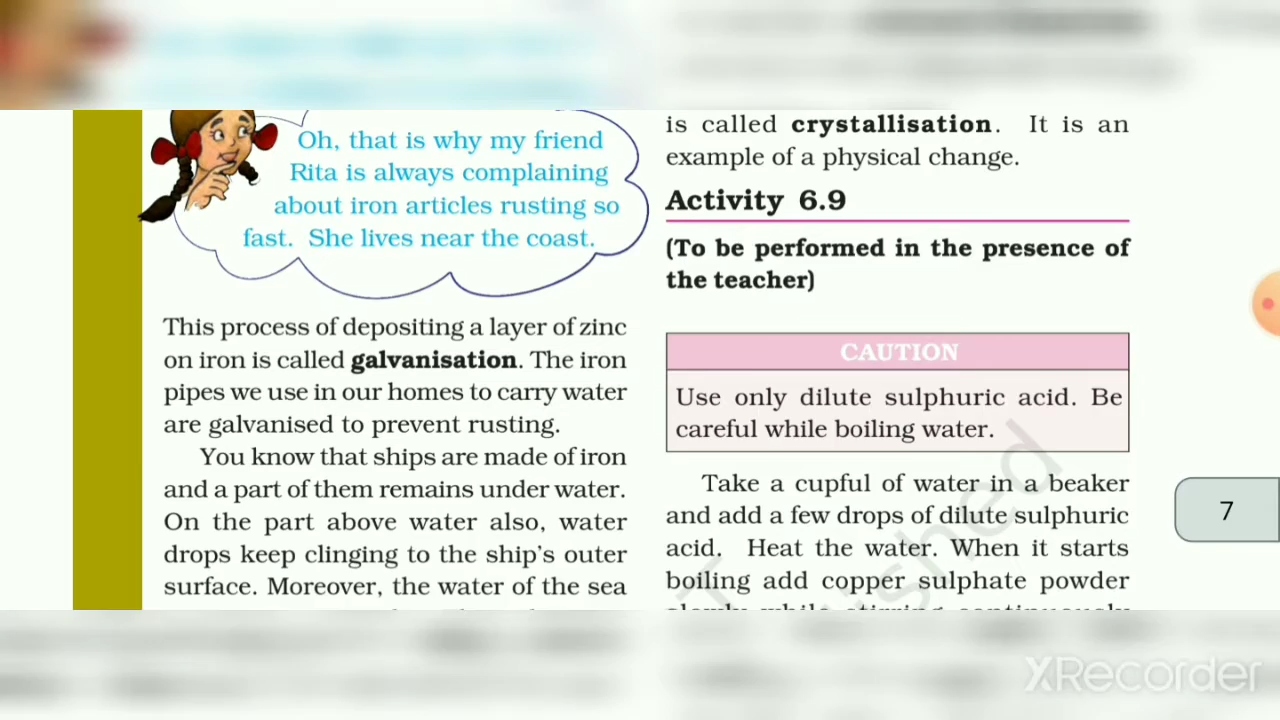 Oh, that is why my friend
Rita is always complaining
about iron articles rusting so
fast. She lives near the coast.
This process of depositing a layer of zinc
on iron is called galvanisation. The iron
pipes we use in our homes to carry water
are galvanised to prevent rusting.
You know that ships are made of iron
and a part of them remains under water.
On the part above water also, water
drops keep clinging to the ship's outer
surface. Moreover, the water of the sea
is called crystallisation. It is an
example of a physical change.
Activity 6.9
(To be performed in the presence of
the teacher)
CAUTION
Use only dilute sulphuric acid. Be
careful while boiling water.
Take a cupful of water in a beaker
and add a few drops of dilute sulphuric
acid. Heat the water. When it starts
boiling add copper sulphate powder
slowly while stirring continuously
7
XRecorder